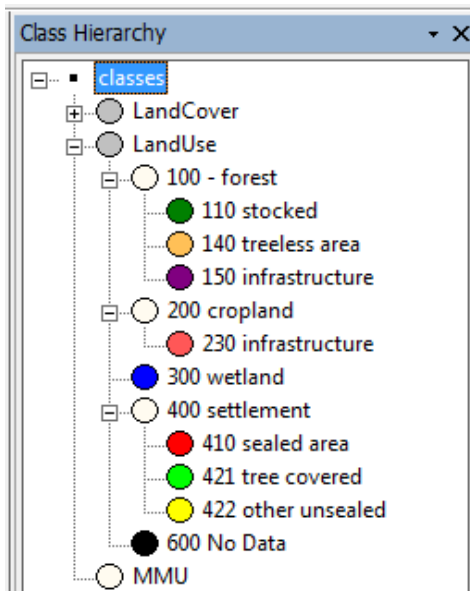 Class Hierarchy
classes
LandCover
LandUse
100 - forest
110 stocked
140 treeless area
150 infrastructure
200 cropland
230 infrastructure
300 wetland
400 settlement
410 sealed area
421 tree covered
422 other unsealed
600 No Data
MMU